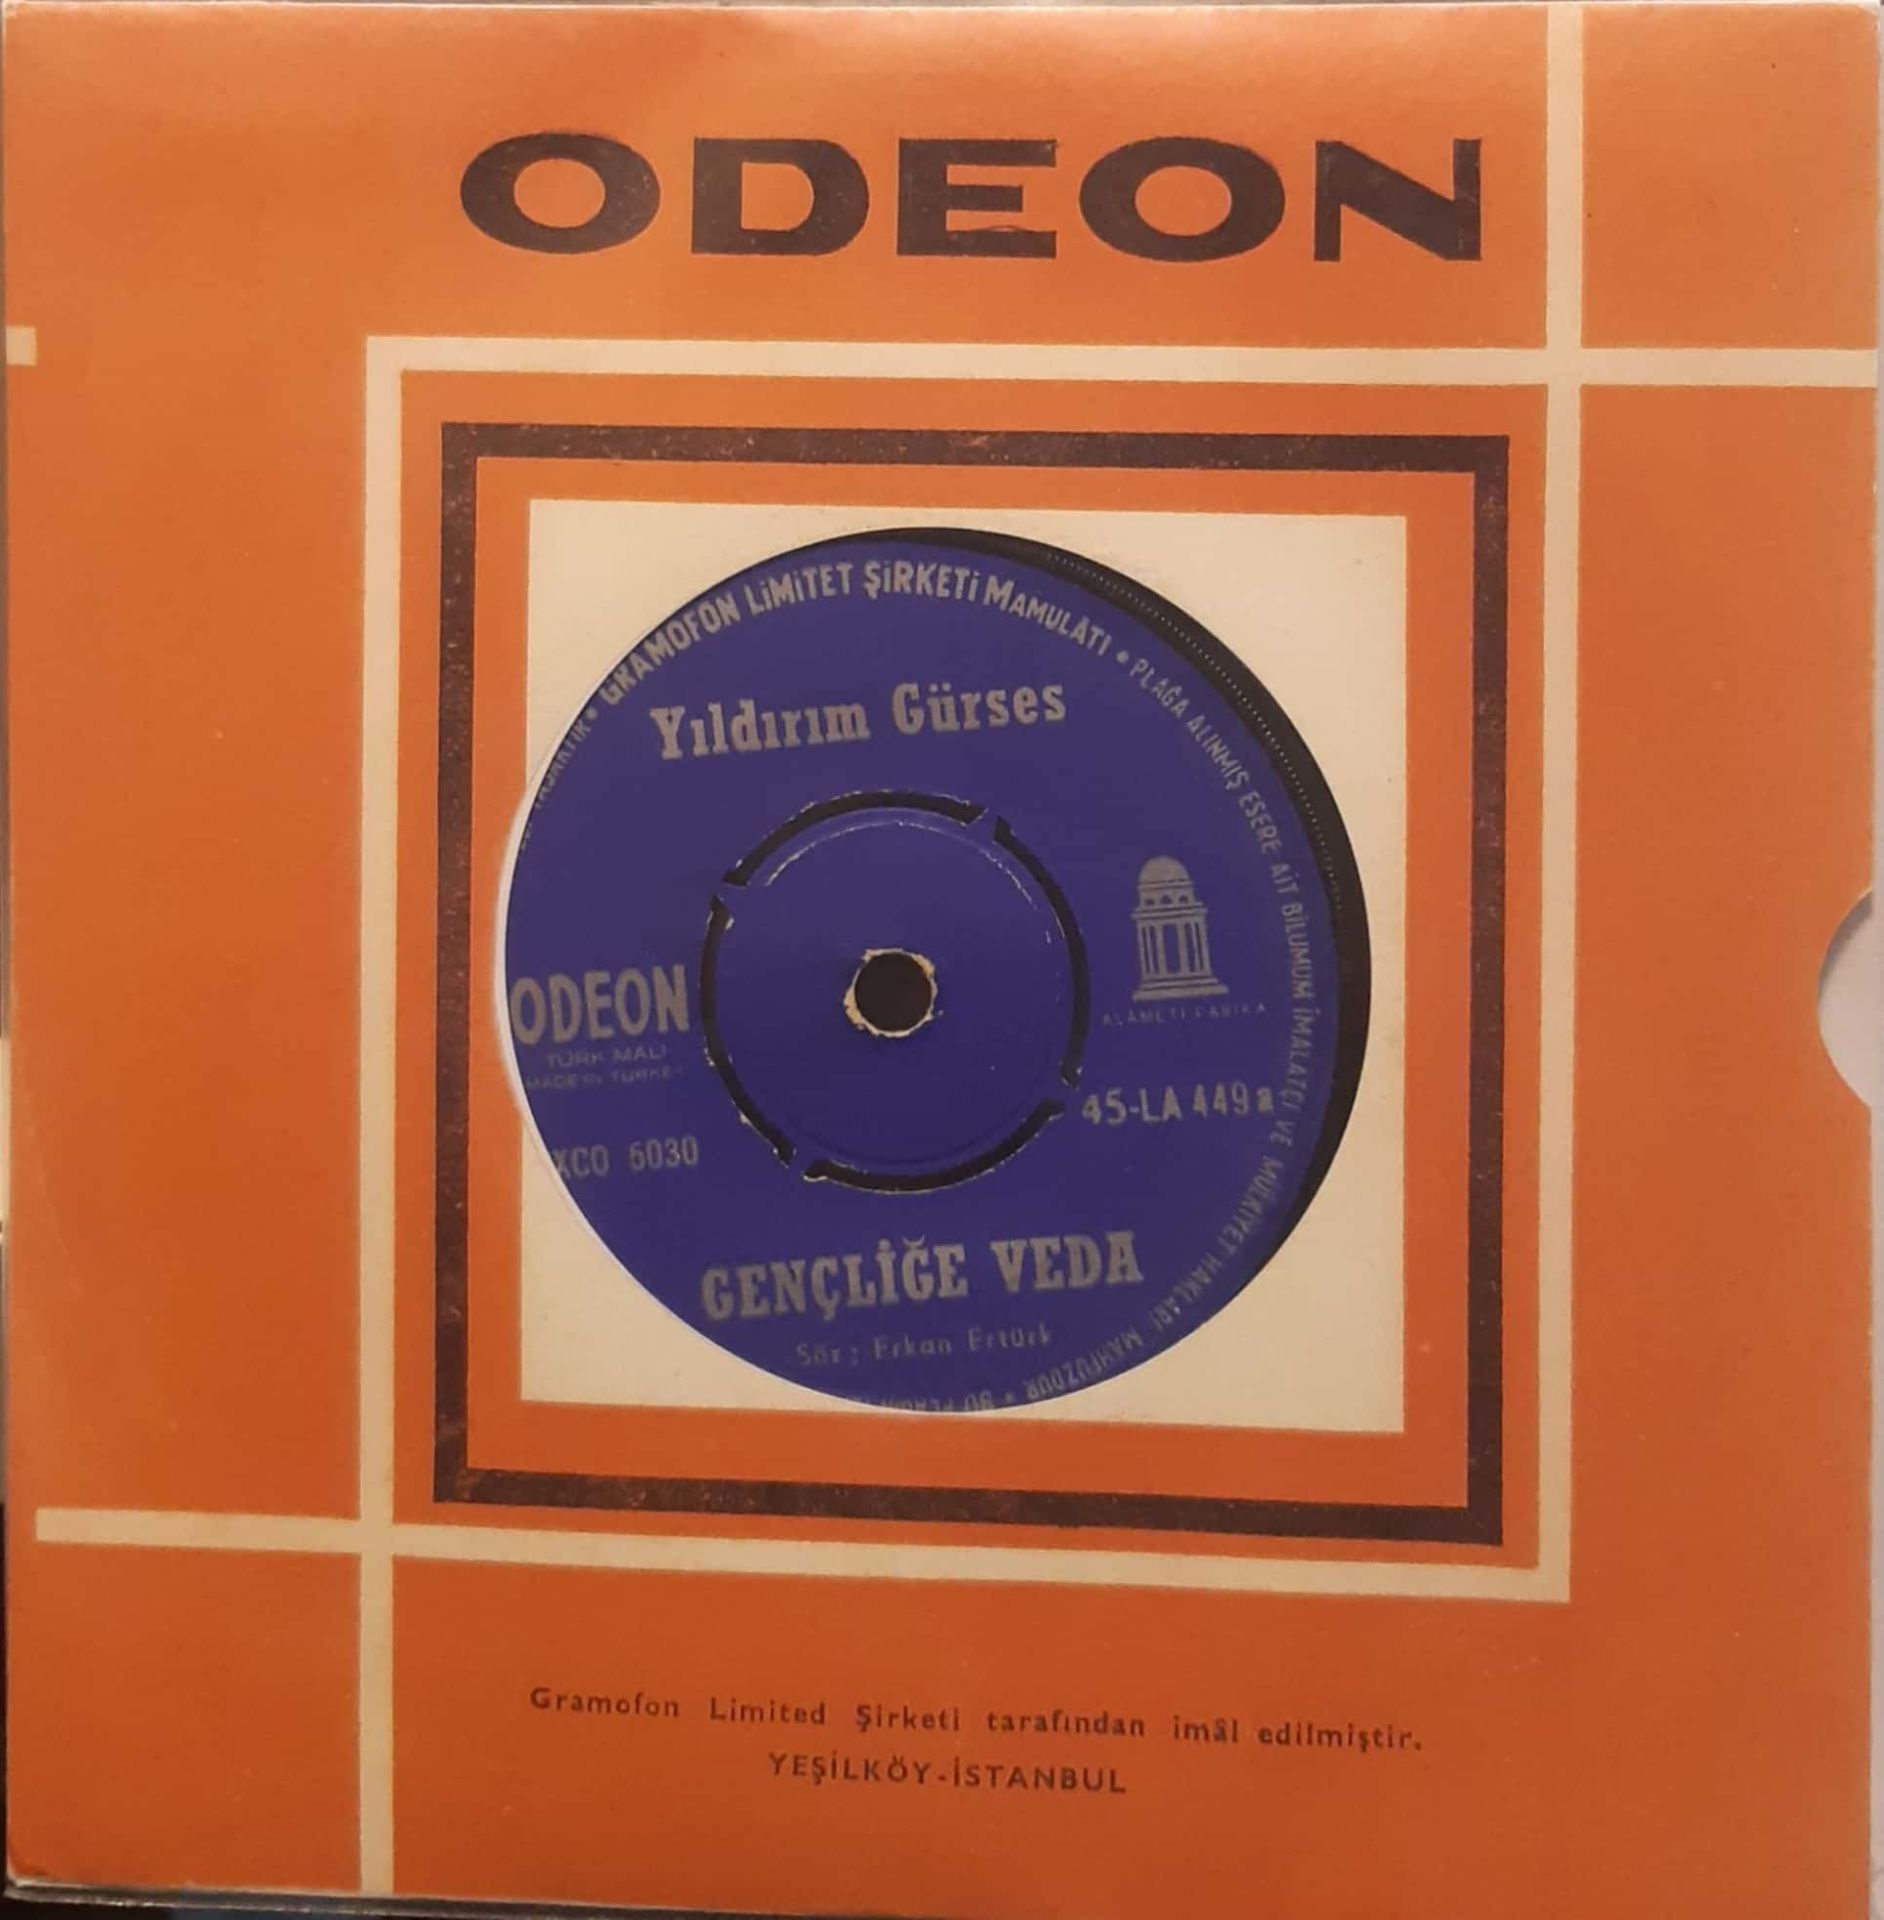 ODEON
GRAMOFON LİMİTET ŞİRKETİ MAMULATI • PLAĞA ALINMIŞ ESERE AİT BİLUMUM İMALATÇI VE MÜLKİYET HAKLARI MAHFUZDUR • BU
Yıldırım Gürses
ODEON
TÜRK MALI
MADE IN TURKEY
ALAMETİ FARİKA
45-LA 449 a
XCO 6030
GENÇLİĞE VEDA
Söz: Erkan Ertürk
Gramofon Limited Şirketi tarafından imâl edilmiştir.
YEŞİLKÖY-İSTANBUL